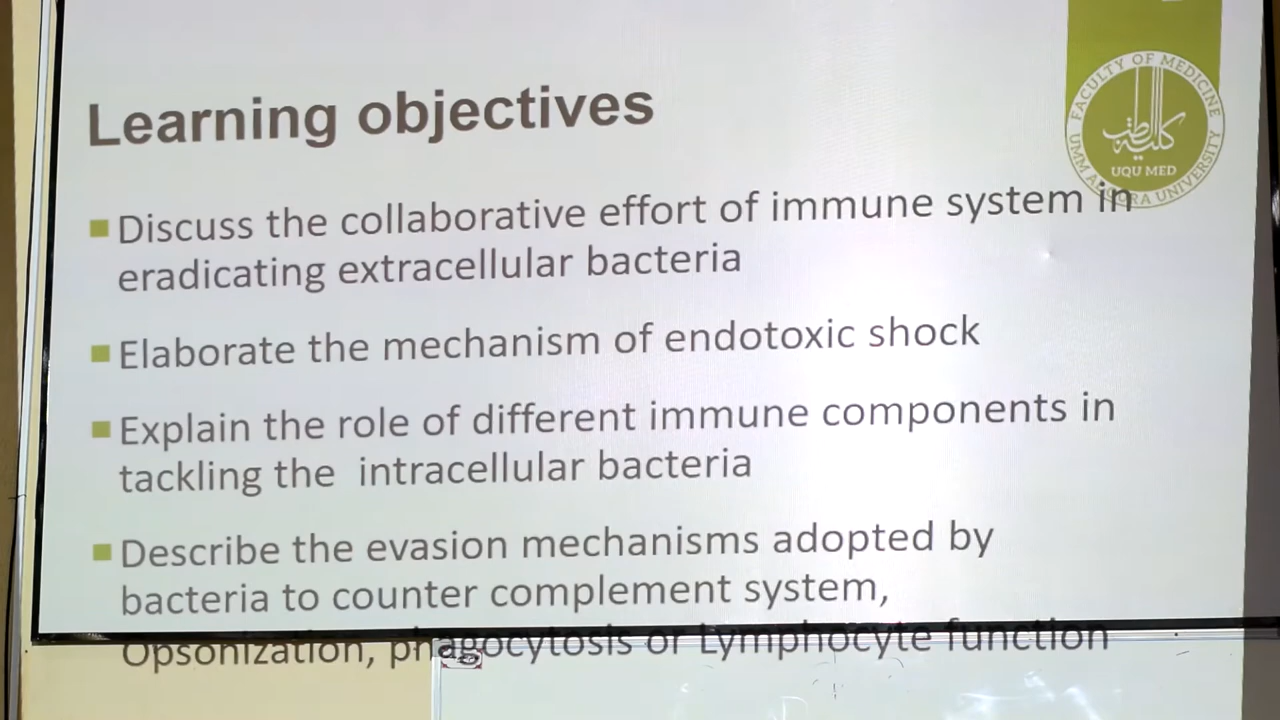 Learning objectives
Discuss the collaborative effort of immune system in
eradicating extracellular bacteria
Elaborate the mechanism of endotoxic shock
Explain the role of different immune components in
tackling the intracellular bacteria
Describe the evasion mechanisms adopted by
bacteria to counter complement system,
Opsonization, phagocytosis or Lymphocyte function
FACULTY OF MEDICINE
كلية الطب
UQU MED
UMM AL QURA UNIVERSITY